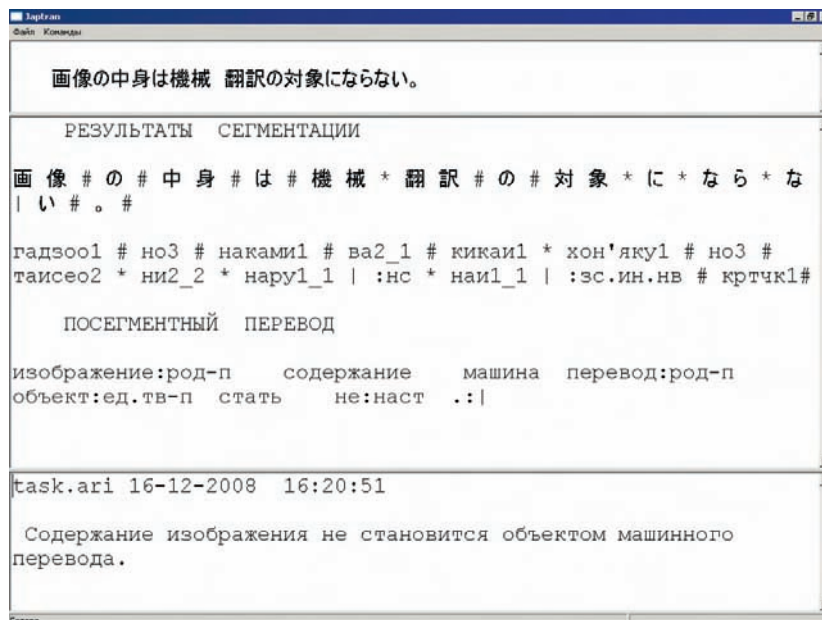 Japtran
Файл Команды
画像の中身は機械 翻訳の対象にならない。
РЕЗУЛЬТАТЫ СЕГМЕНТАЦИИ
画 像 # の # 中 身 # は # 機 械 * 翻 訳 # の # 対 象 * に * な ら * な
| い # 。 #
гадзоо1 # но3 # наками1 # ва2_1 # кикаи1 * хон'яку1 # но3 #
таисео2 * ни2_2 * нару1_1 | :нс * наи1_1 | :зс.ин.нв # кртчк1#
ПОСЕГМЕНТНЫЙ ПЕРЕВОД
изображение:род-п содержание машина перевод:род-п
объект:ед.тв-п стать не:наст .:|
task.ari 16-12-2008 16:20:51
Содержание изображения не становится объектом машинного
перевода.